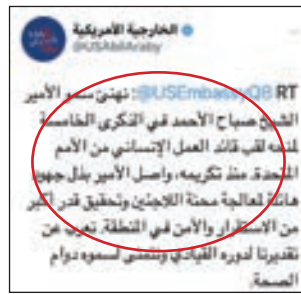 الخارجية الأمريكية
@USAbilAraby
RT @USEmbassyQ8: نهنئ سمو الأمير
الشيخ صباح الأحمد في الذكرى الخامسة
لمنحه لقب قائد العمل الإنساني من الأمم
المتحدة. منذ تكريمه، واصل الأمير بذل جهود
هائلة لمعالجة محنة اللاجئين وتحقيق قدر أكبر
من الاستقرار والأمن في المنطقة. نعرب عن
تقديرنا لدوره القيادي ونتمنى لسموه دوام
الصحة.